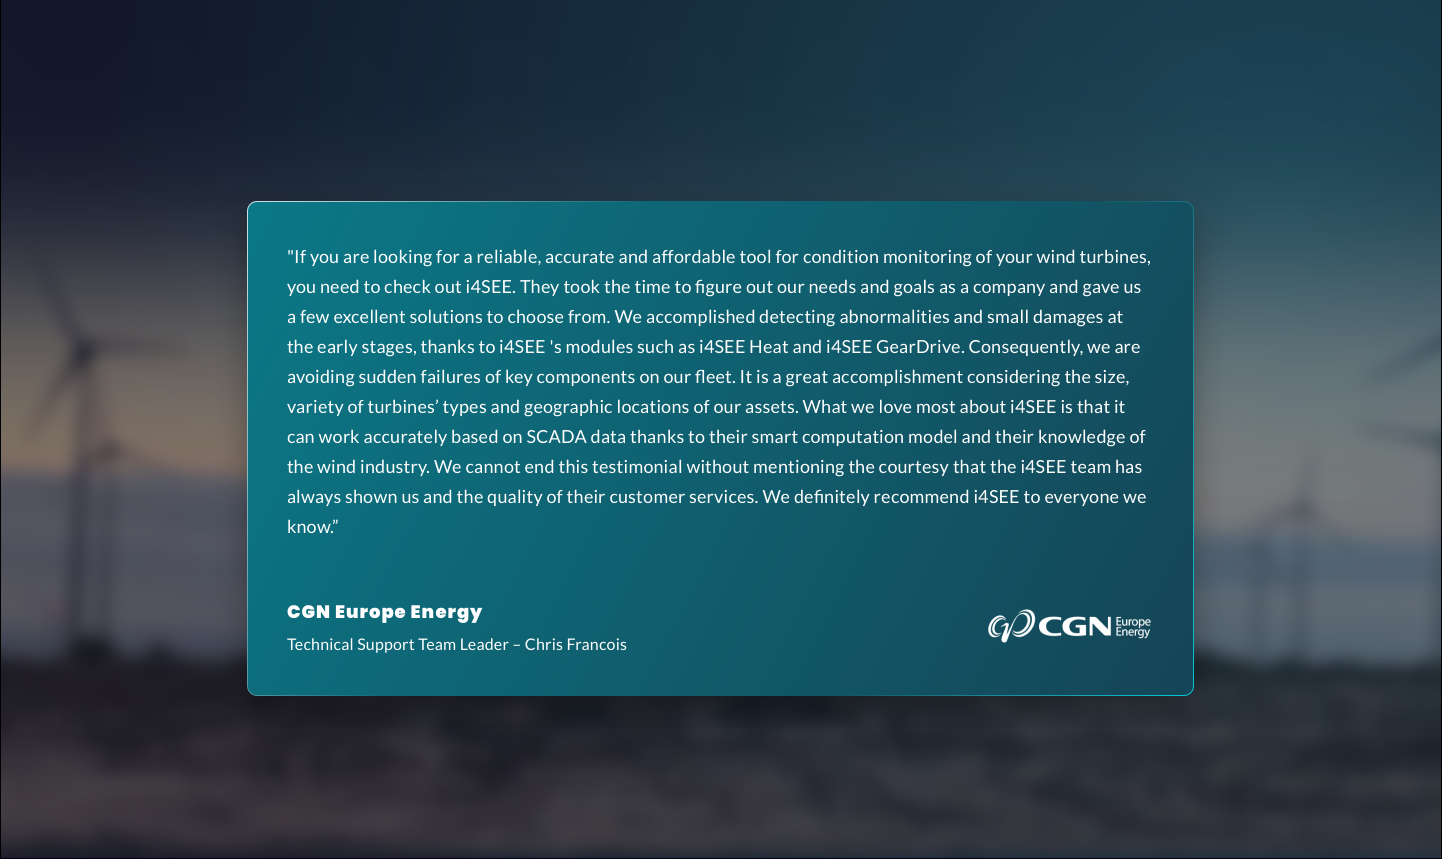 "If you are looking for a reliable, accurate and affordable tool for condition monitoring of your wind turbines,
you need to check out i4SEE. They took the time to figure out our needs and goals as a company and gave us
a few excellent solutions to choose from. We accomplished detecting abnormalities and small damages at
the early stages, thanks to i4SEE 's modules such as i4SEE Heat and i4SEE GearDrive. Consequently, we are
avoiding sudden failures of key components on our fleet. It is a great accomplishment considering the size,
variety of turbines’ types and geographic locations of our assets. What we love most about i4SEE is that it
can work accurately based on SCADA data thanks to their smart computation model and their knowledge of
the wind industry. We cannot end this testimonial without mentioning the courtesy that the i4SEE team has
always shown us and the quality of their customer services. We definitely recommend i4SEE to everyone we
know.”
CGN Europe Energy
Technical Support Team Leader – Chris Francois
CGN Europe
Energy